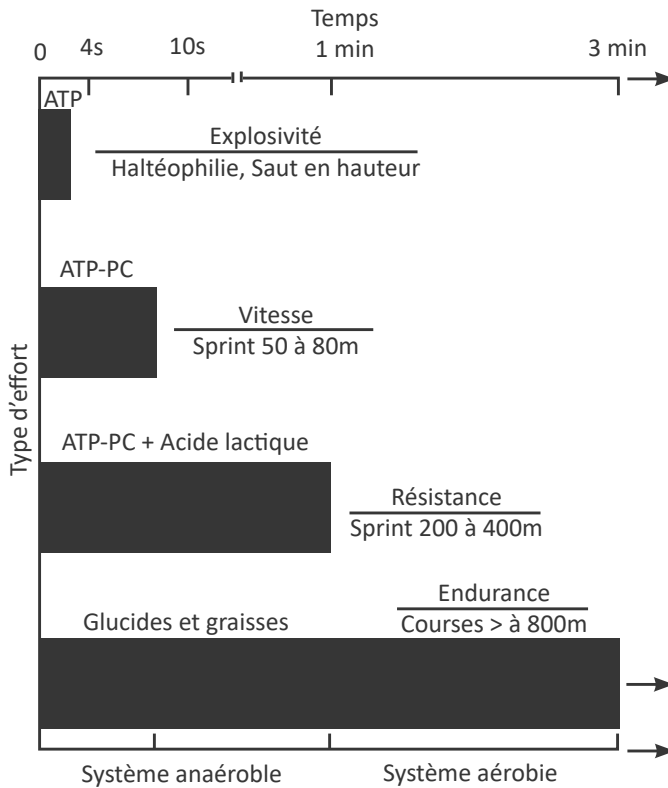 Temps
0 4s 10s 1 min 3 min
ATP
Explosivité
Haltéophilie, Saut en hauteur
ATP-PC
Vitesse
Sprint 50 à 80m
Type d'effort
ATP-PC + Acide lactique
Résistance
Sprint 200 à 400m
Endurance
Glucides et graisses
Courses > à 800m
Système anaéroble
Système aérobie